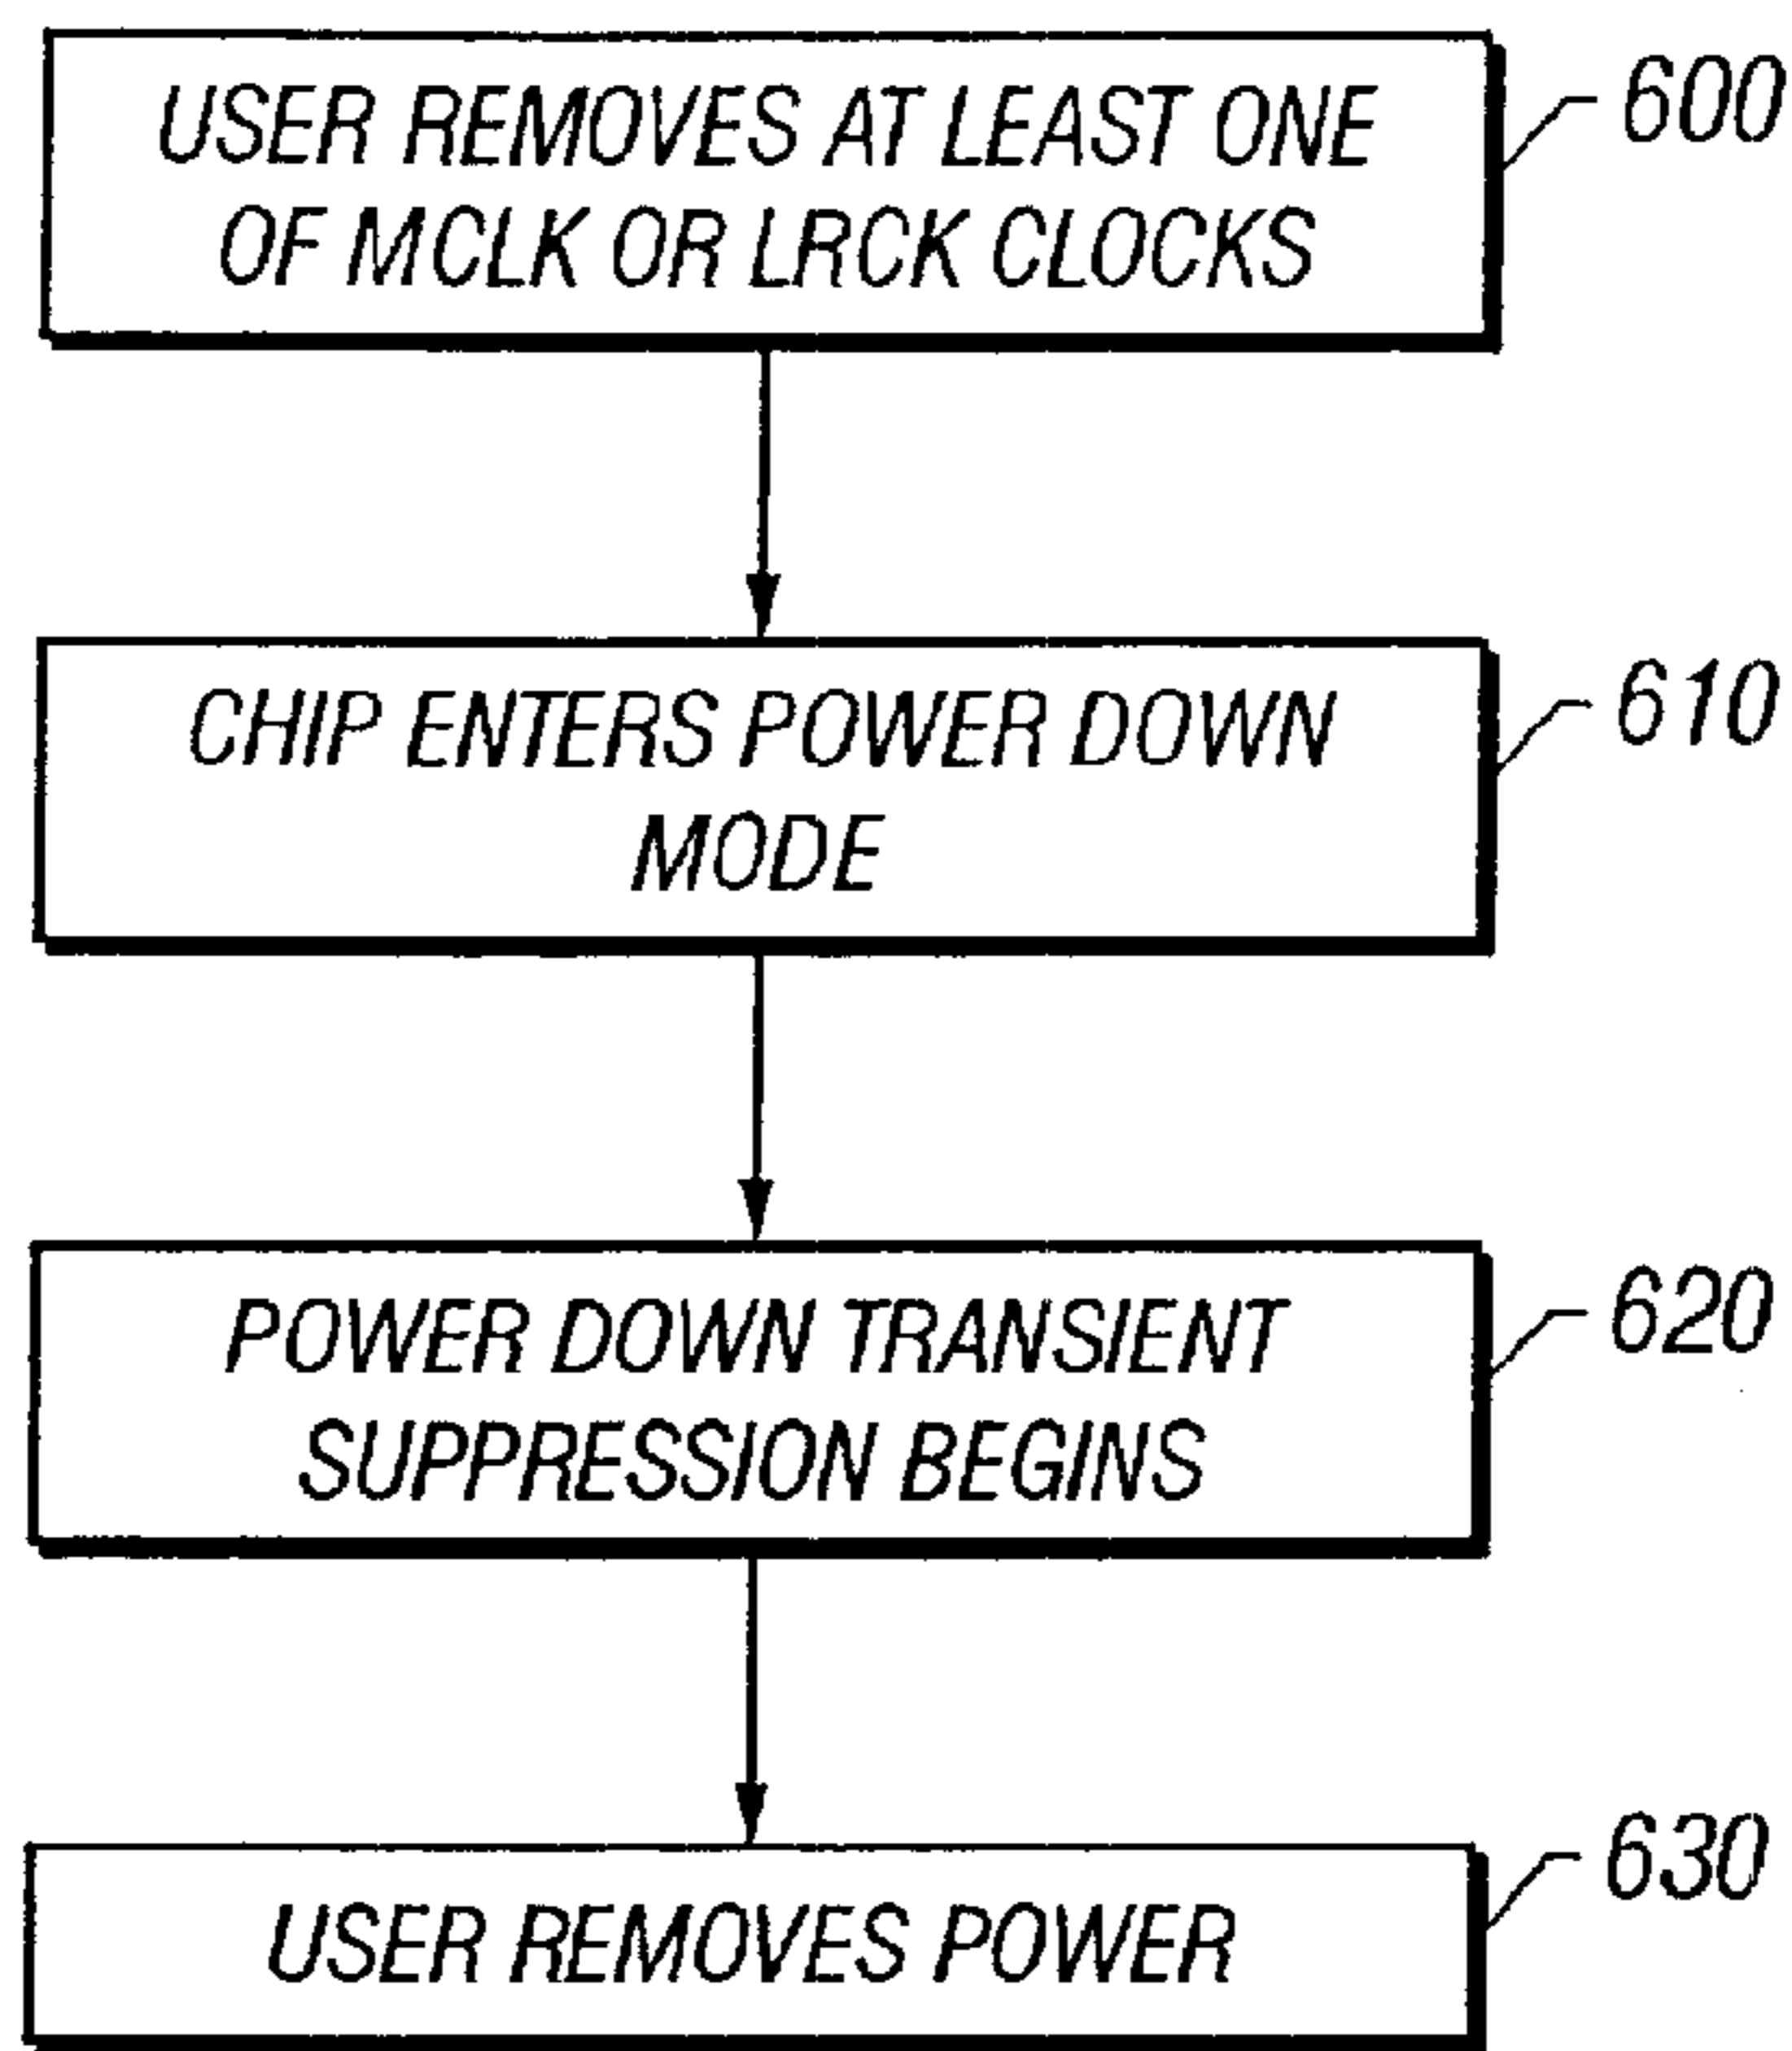 USER REMOVES AT LEAST ONE
OF MCLK OR LRCK CLOCKS
600
CHIP ENTERS POWER DOWN
MODE
610
POWER DOWN TRANSIENT
SUPPRESSION BEGINS
620
USER REMOVES POWER
630